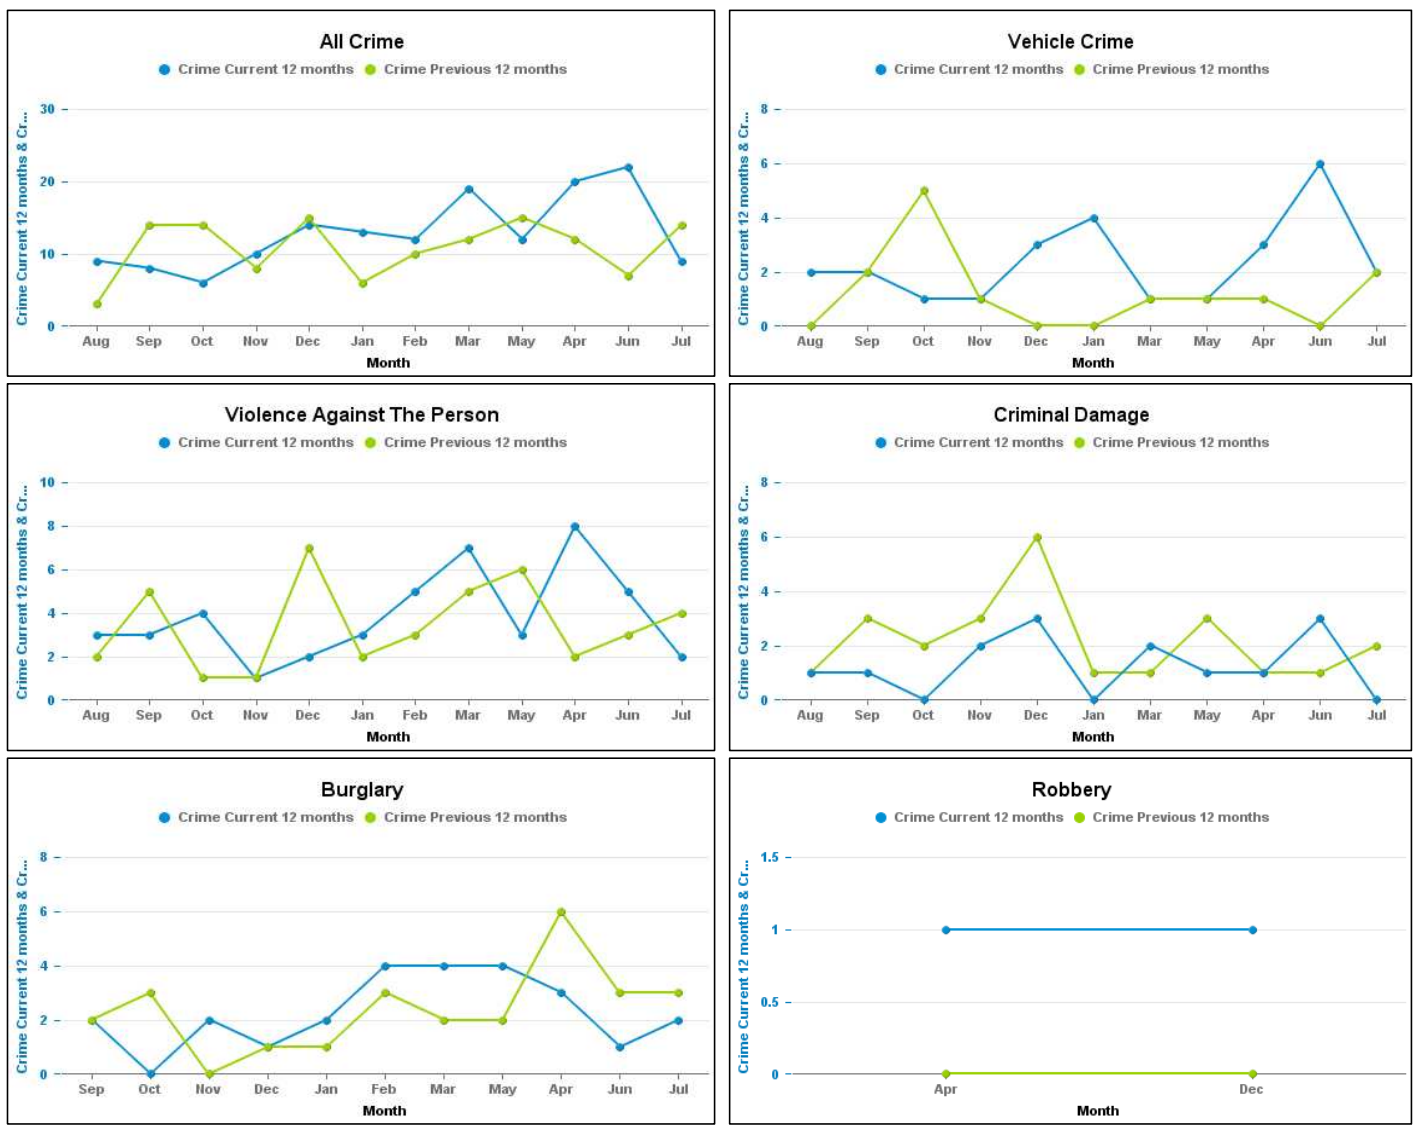 All Crime
Crime Current 12 months Crime Previous 12 months
Crime Current 12 months & Cr...
30
20
10
0
Aug Sep Oct Nov Dec Jan Feb Mar May Apr Jun Jul
Month
Vehicle Crime
Crime Current 12 months Crime Previous 12 months
Crime Current 12 months & Cr...
8
6
4
2
0
Aug Sep Oct Nov Dec Jan Mar May Apr Jun Jul
Month
Violence Against The Person
Crime Current 12 months Crime Previous 12 months
Crime Current 12 months & Cr...
10
8
6
4
2
0
Aug Sep Oct Nov Dec Jan Feb Mar May Apr Jun Jul
Month
Criminal Damage
Crime Current 12 months Crime Previous 12 months
Crime Current 12 months & Cr...
8
6
4
2
0
Aug Sep Oct Nov Dec Jan Mar May Apr Jun Jul
Month
Burglary
Crime Current 12 months Crime Previous 12 months
Crime Current 12 months & Cr...
8
6
4
2
0
Sep Oct Nov Dec Jan Feb Mar May Apr Jun Jul
Month
Robbery
Crime Current 12 months Crime Previous 12 months
Crime Current 12 months & Cr...
1.5
1
0.5
0
Apr Dec
Month